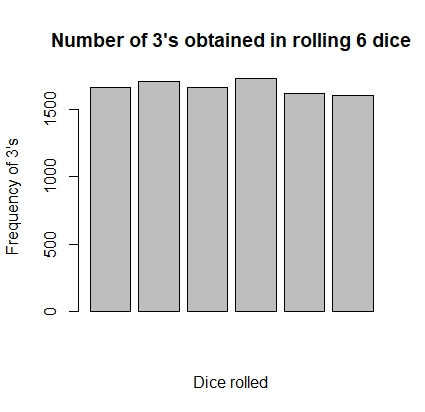 Number of 3's obtained in rolling 6 dice
Frequency of 3's
1500
1000
500
0
Dice rolled